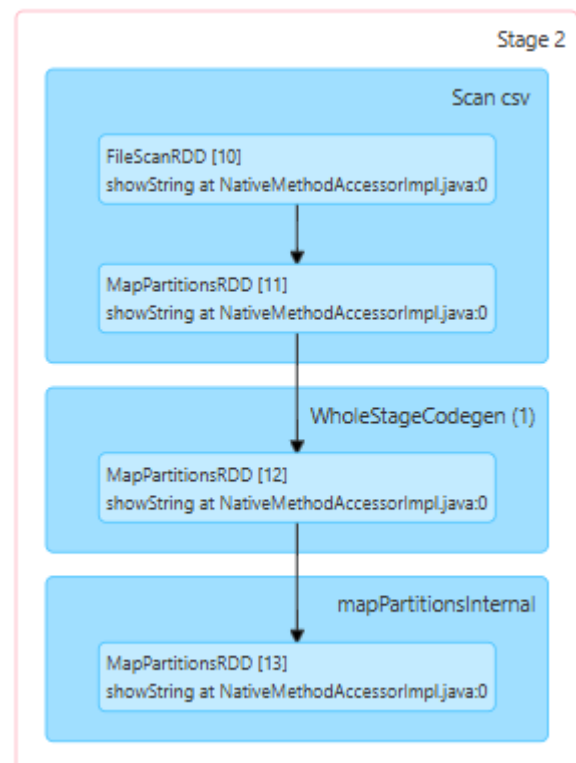 Stage 2
Scan csv
FileScanRDD [10]
showString at NativeMethodAccessorImpl.java:0
MapPartitionsRDD [11]
showString at NativeMethodAccessorImpl.java:0
WholeStageCodegen (1)
MapPartitionsRDD [12]
showString at NativeMethodAccessorImpl.java:0
mapPartitionsInternal
MapPartitionsRDD [13]
showString at NativeMethodAccessorImpl.java:0